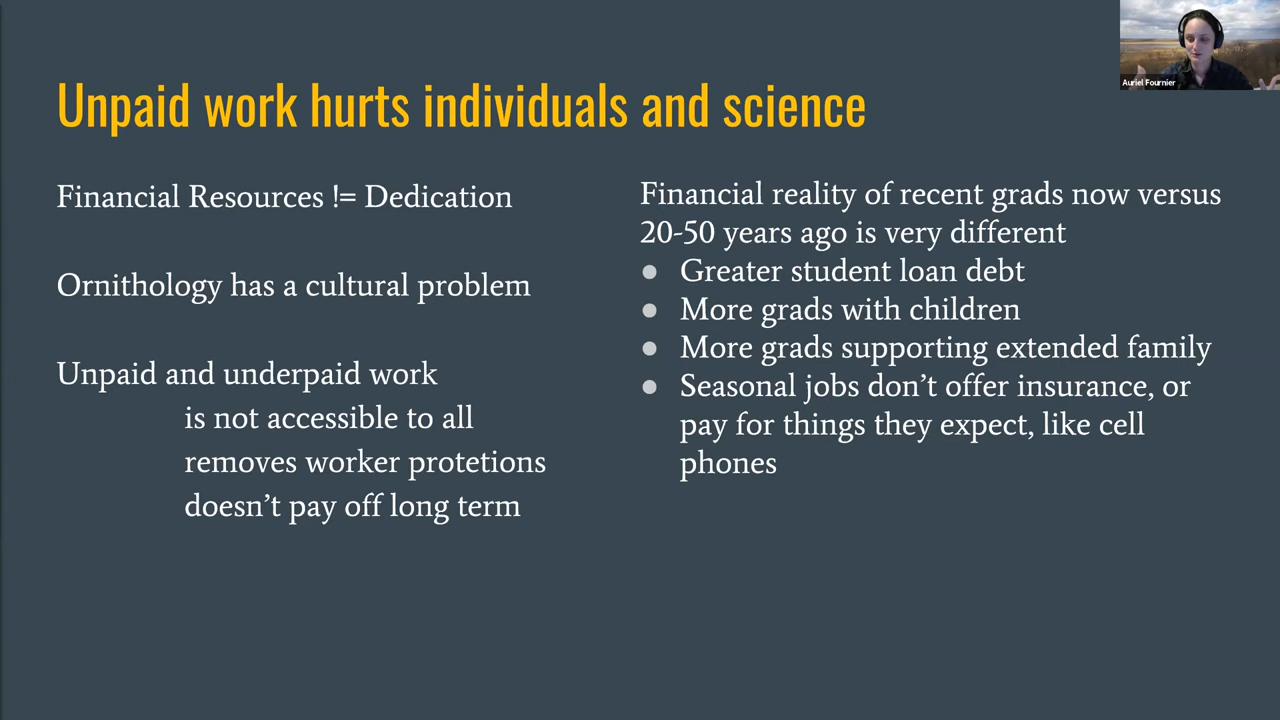 Unpaid work hurts individuals and science
Auriel Fournier
Financial Resources != Dedication
Ornithology has a cultural problem
Unpaid and underpaid work
is not accessible to all
removes worker protetions
doesn't pay off long term
Financial reality of recent grads now versus
20-50 years ago is very different
● Greater student loan debt
● More grads with children
● More grads supporting extended family
● Seasonal jobs don't offer insurance, or
pay for things they expect, like cell
phones